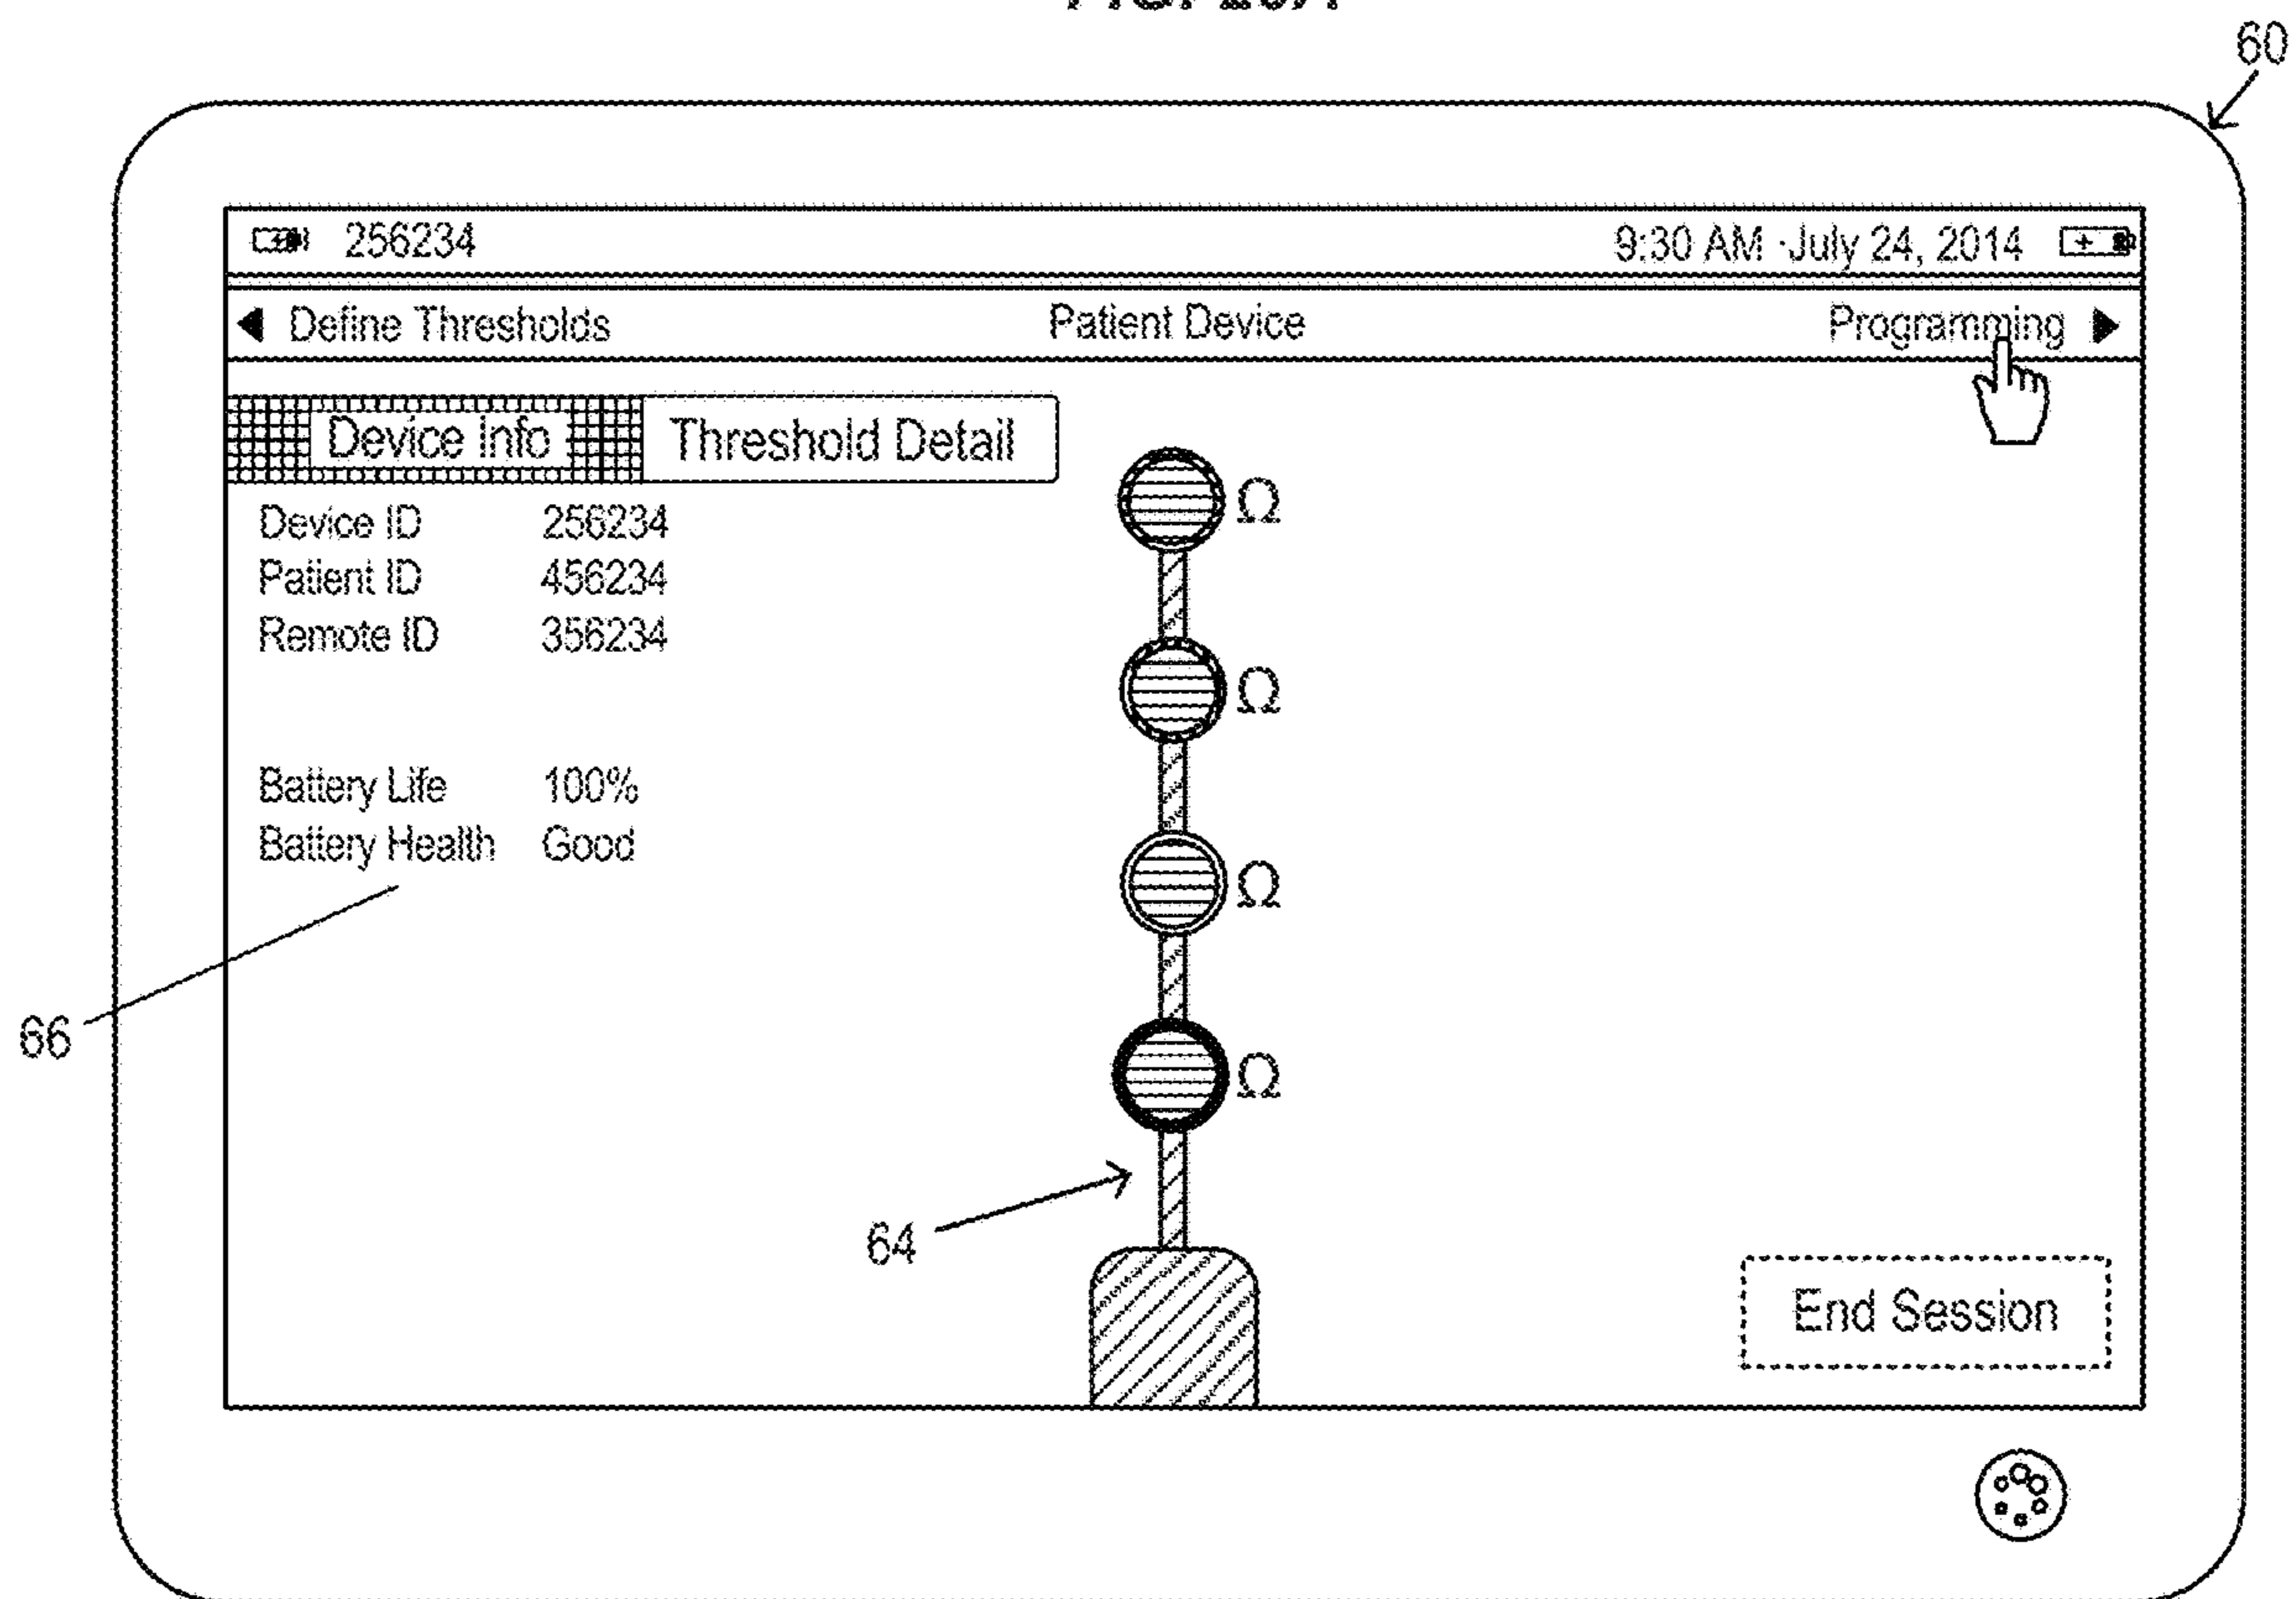 60
256234 9:30 AM ·July 24, 2014
Define Thresholds Patient Device Programming
Device Info Threshold Detail
Ω
Device ID 256234
Patient ID 456234
Remote ID 356234
Ω
Battery Life 100%
Battery Health Good
Ω
66
Ω
64
End Session